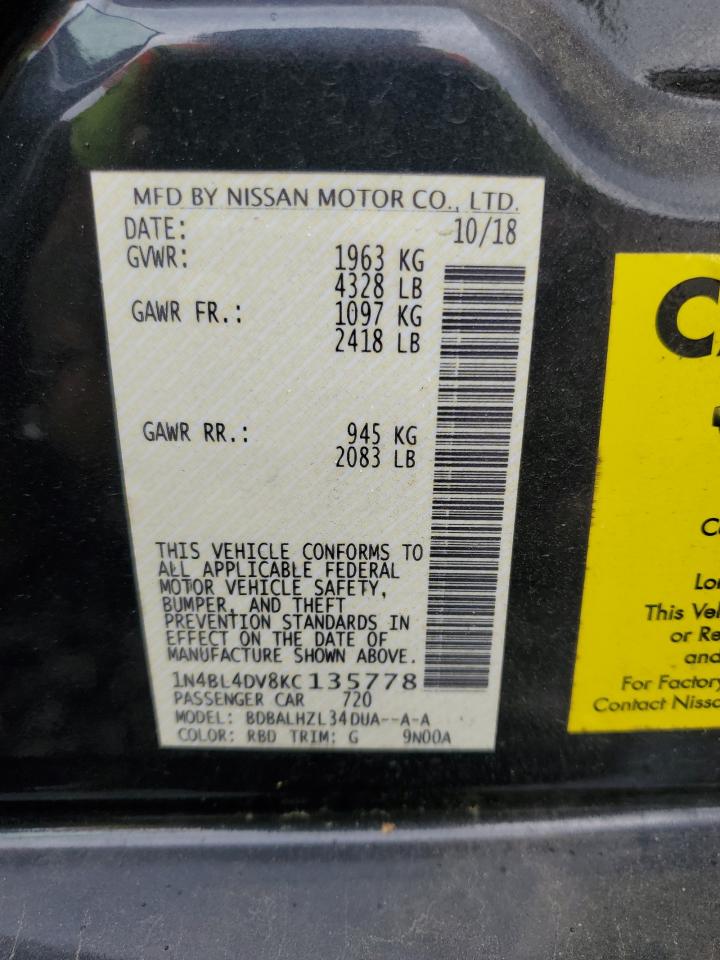 MFD BY NISSAN MOTOR CO., LTD.
DATE: 10/18
GVWR: 1963 KG
4328 LB
GAWR FR.: 1097 KG
2418 LB
GAWR RR.: 945 KG
2083 LB
THIS VEHICLE CONFORMS TO
ALL APPLICABLE FEDERAL
MOTOR VEHICLE SAFETY,
BUMPER, AND THEFT
PREVENTION STANDARDS IN
EFFECT ON THE DATE OF
MANUFACTURE SHOWN ABOVE.
1N4BL4DV8KC135778
PASSENGER CAR 720
MODEL: BDBALHZL34DUA--A-A
COLOR: RBD TRIM: G 9N00A
This
or
and
For Factory
Contact